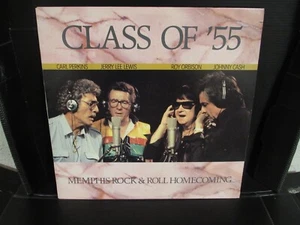 CLASS OF '55
CARL PERKINS JERRY LEE LEWIS ROY ORBISON JOHNNY CASH
MEMPHIS ROCK & ROLL HOMECOMING